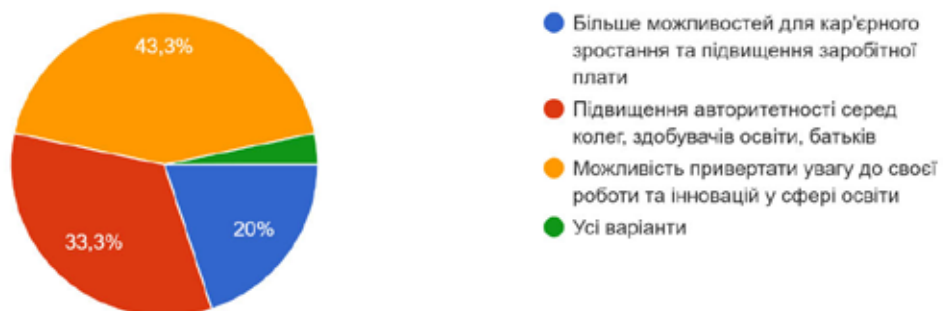 43,3%
33,3%
20%
Більше можливостей для кар'єрного
зростання та підвищення заробітної
плати
Підвищення авторитетності серед
колег, здобувачів освіти, батьків
Можливість привертати увагу до своєї
роботи та інновацій у сфері освіти
Усі варіанти